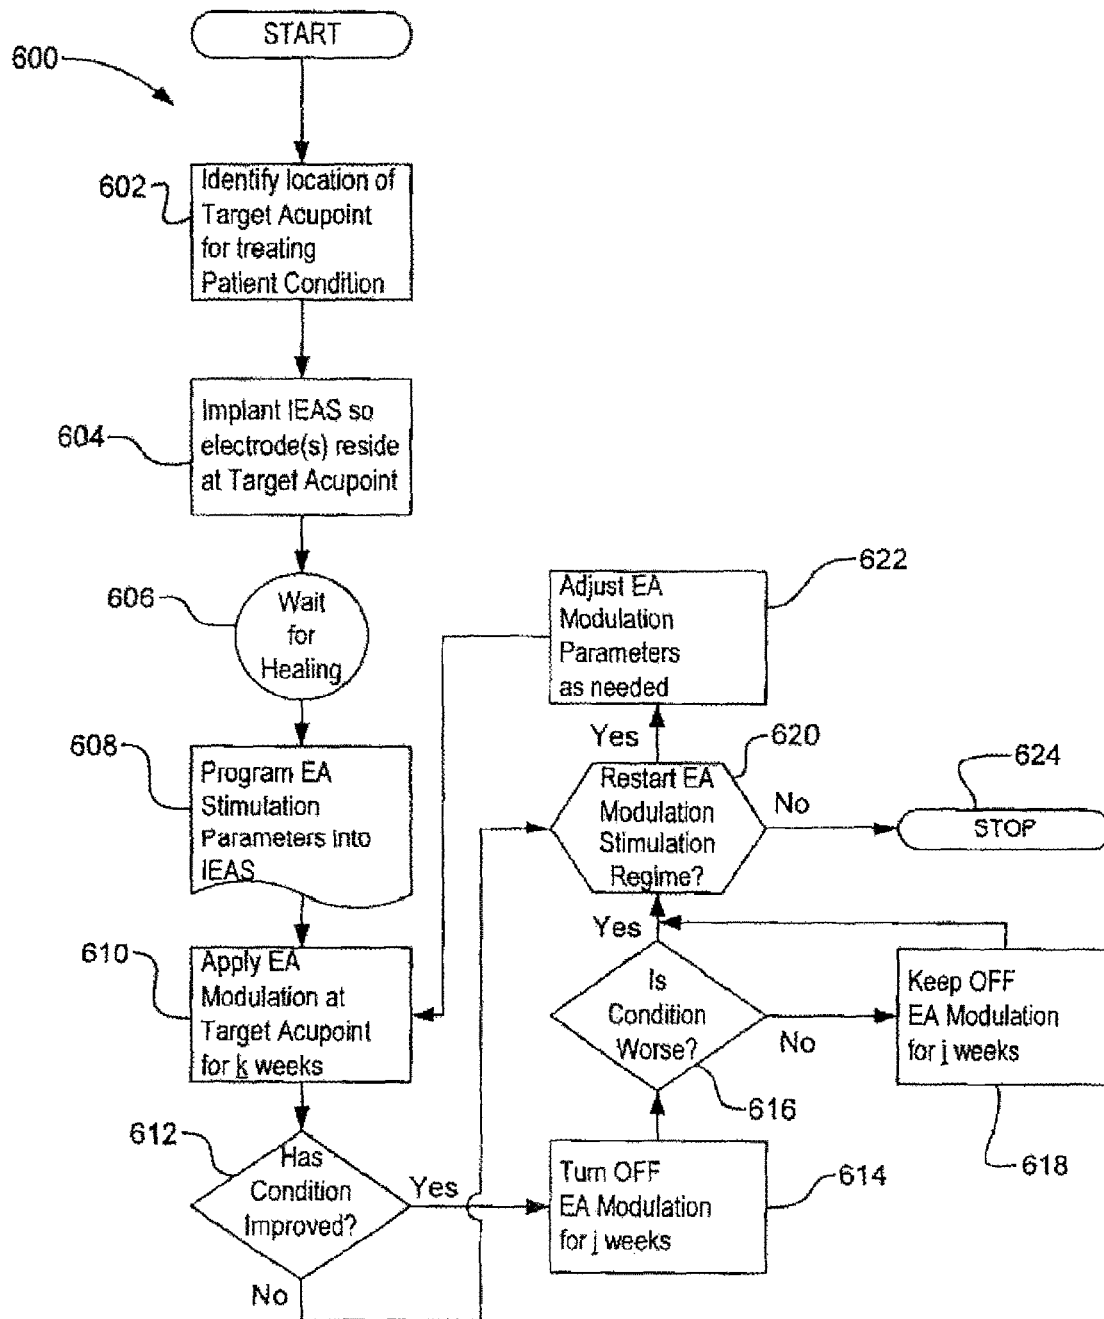 START
600
602
Identify location of
Target Acupoint
for treating
Patient Condition
604
Implant IEAS so
electrode(s) reside
at Target Acupoint
606
Wait
for
Healing
608
Program EA
Stimulation
Parameters into
IEAS
610
Apply EA
Modulation at
Target Acupoint
for k weeks
612
Has
Condition
Improved?
Yes
No
622
Adjust EA
Modulation
Parameters
as needed
Yes
620
Restart EA
Modulation
Stimulation
Regime?
No
624
STOP
Yes
Is
Condition
Worse?
No
616
Keep OFF
EA Modulation
for j weeks
618
Turn OFF
EA Modulation
for j weeks
614